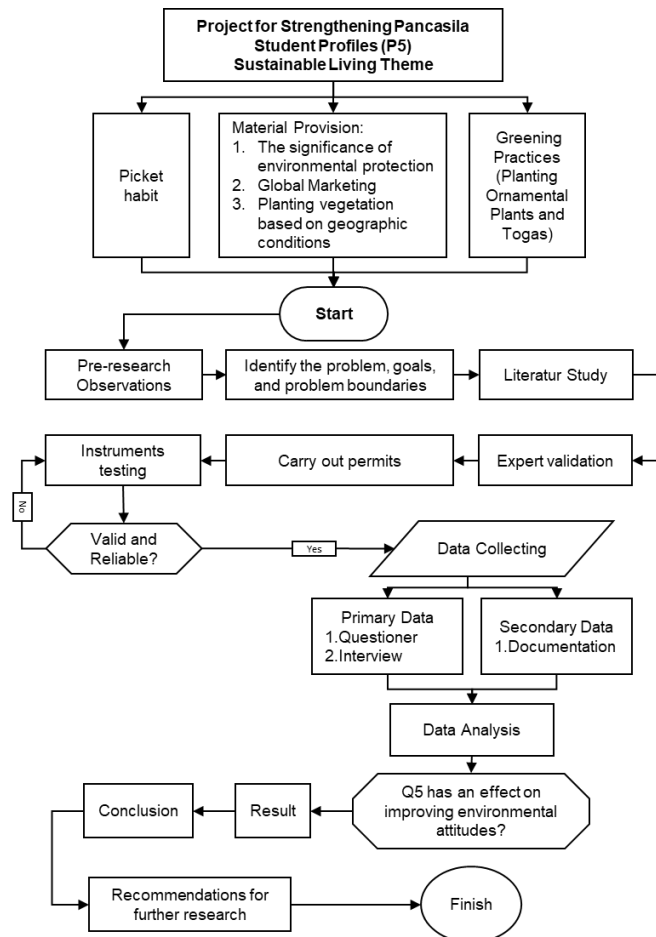 Project for Strengthening Pancasila
Student Profiles (P5)
Sustainable Living Theme
Picket
habit
Material Provision:
1. The significance of
environmental protection
2. Global Marketing
3. Planting vegetation
based on geographic
conditions
Greening
Practices
(Planting
Ornamental
Plants and
Togas)
Start
Pre-research
Observations
Identify the problem, goals,
and problem boundaries
Literatur Study
Instruments
testing
Carry out permits
Expert validation
No
Valid and
Reliable?
Yes
Data Collecting
Primary Data
1.Questioner
2.Interview
Secondary Data
1.Documentation
Data Analysis
Q5 has an effect on
improving environmental
attitudes?
Result
Conclusion
Recommendations for
further research
Finish